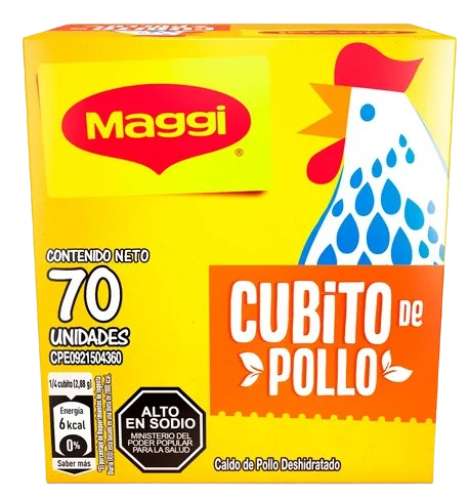 Maggi
®
CONTENIDO NETO
70
UNIDADES
CPE0921504360
1/4 cubito (2,88 g)
Energía
6 kcal
0%
Saber más
ALTO
EN SODIO
MINISTERIO DEL
PODER POPULAR
PARA LA SALUD
CUBiTO DE
POLLO
Caldo de Pollo Deshidratado